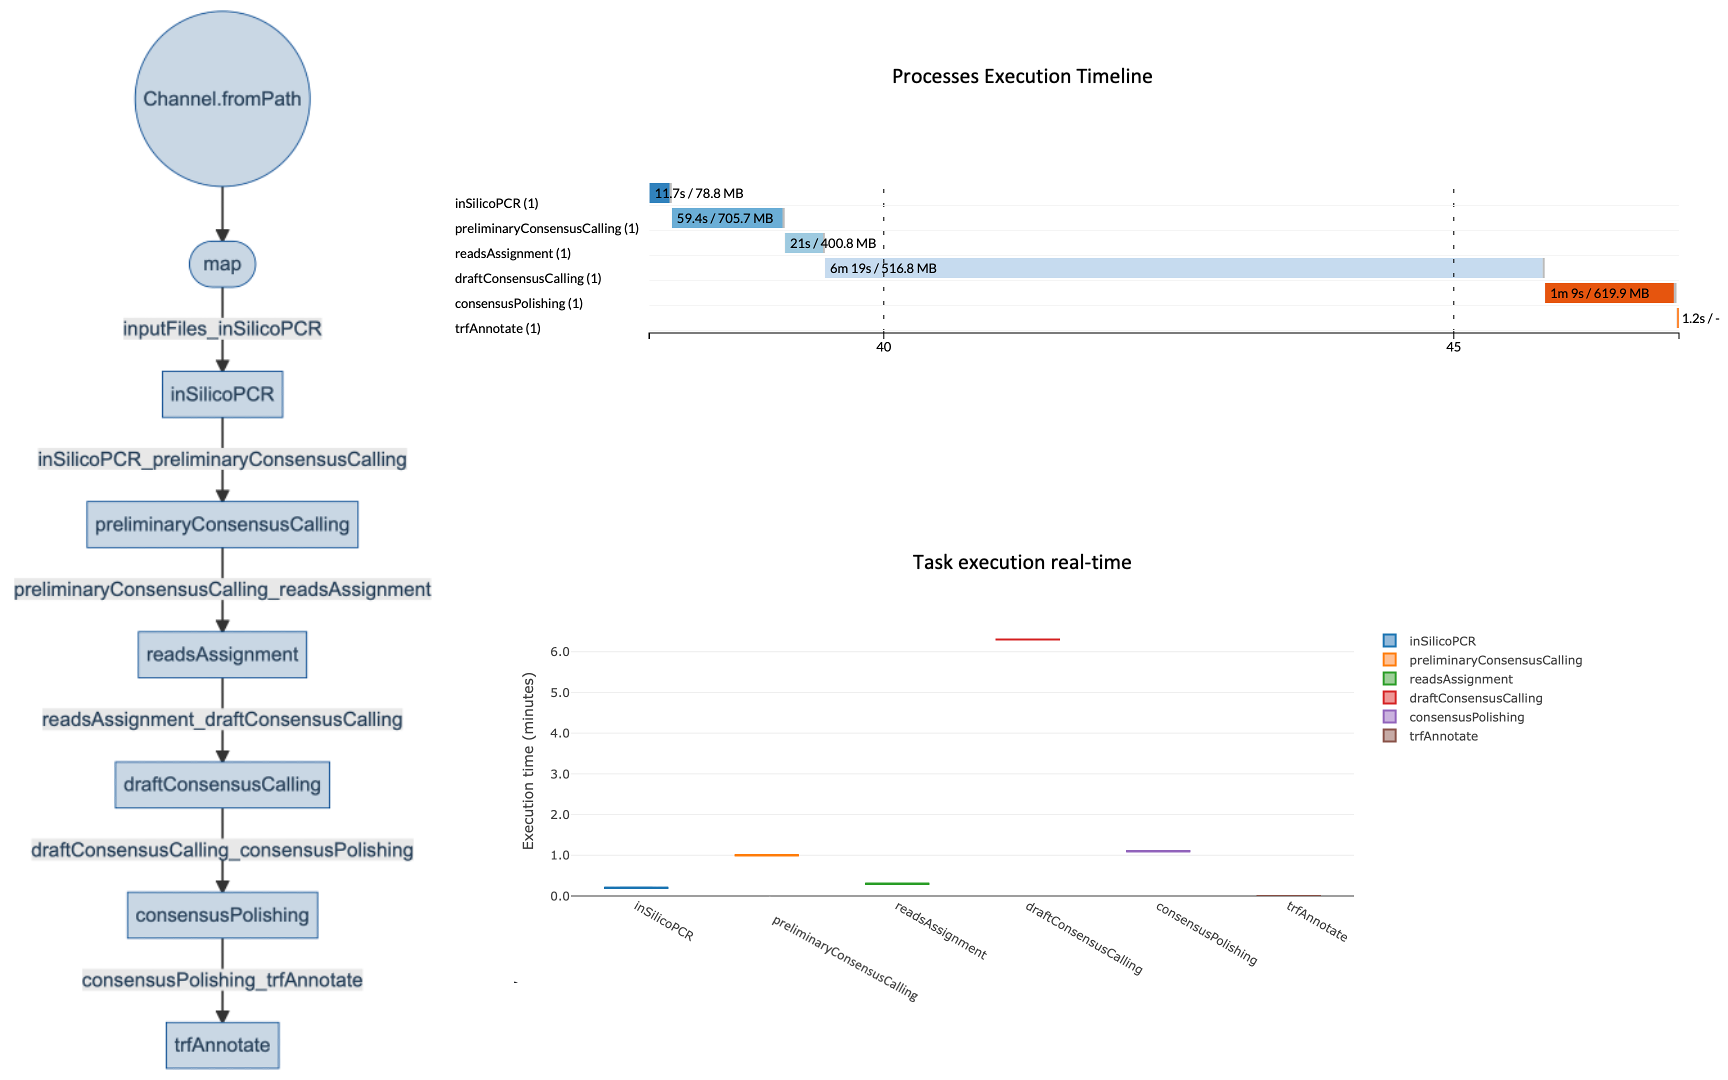 Channel.fromPath
map
inputFiles_inSilicoPCR
inSilicoPCR
inSilicoPCR_preliminaryConsensusCalling
preliminaryConsensusCalling
preliminaryConsensusCalling_readsAssignment
readsAssignment
readsAssignment_draftConsensusCalling
draftConsensusCalling
draftConsensusCalling_consensusPolishing
consensusPolishing
consensusPolishing_trfAnnotate
trfAnnotate
Processes Execution Timeline
inSilicoPCR (1)
11.7s / 78.8 MB
preliminaryConsensusCalling (1)
59.4s / 705.7 MB
readsAssignment (1)
21s / 400.8 MB
draftConsensusCalling (1)
6m 19s / 516.8 MB
consensusPolishing (1)
1m 9s / 619.9 MB
trfAnnotate (1)
1.2s / -
40
45
Task execution real-time
Execution time (minutes)
6.0
5.0
4.0
3.0
2.0
1.0
0.0
inSilicoPCR
preliminaryConsensusCalling
readsAssignment
draftConsensusCalling
consensusPolishing
trfAnnotate
inSilicoPCR
preliminaryConsensusCalling
readsAssignment
draftConsensusCalling
consensusPolishing
trfAnnotate